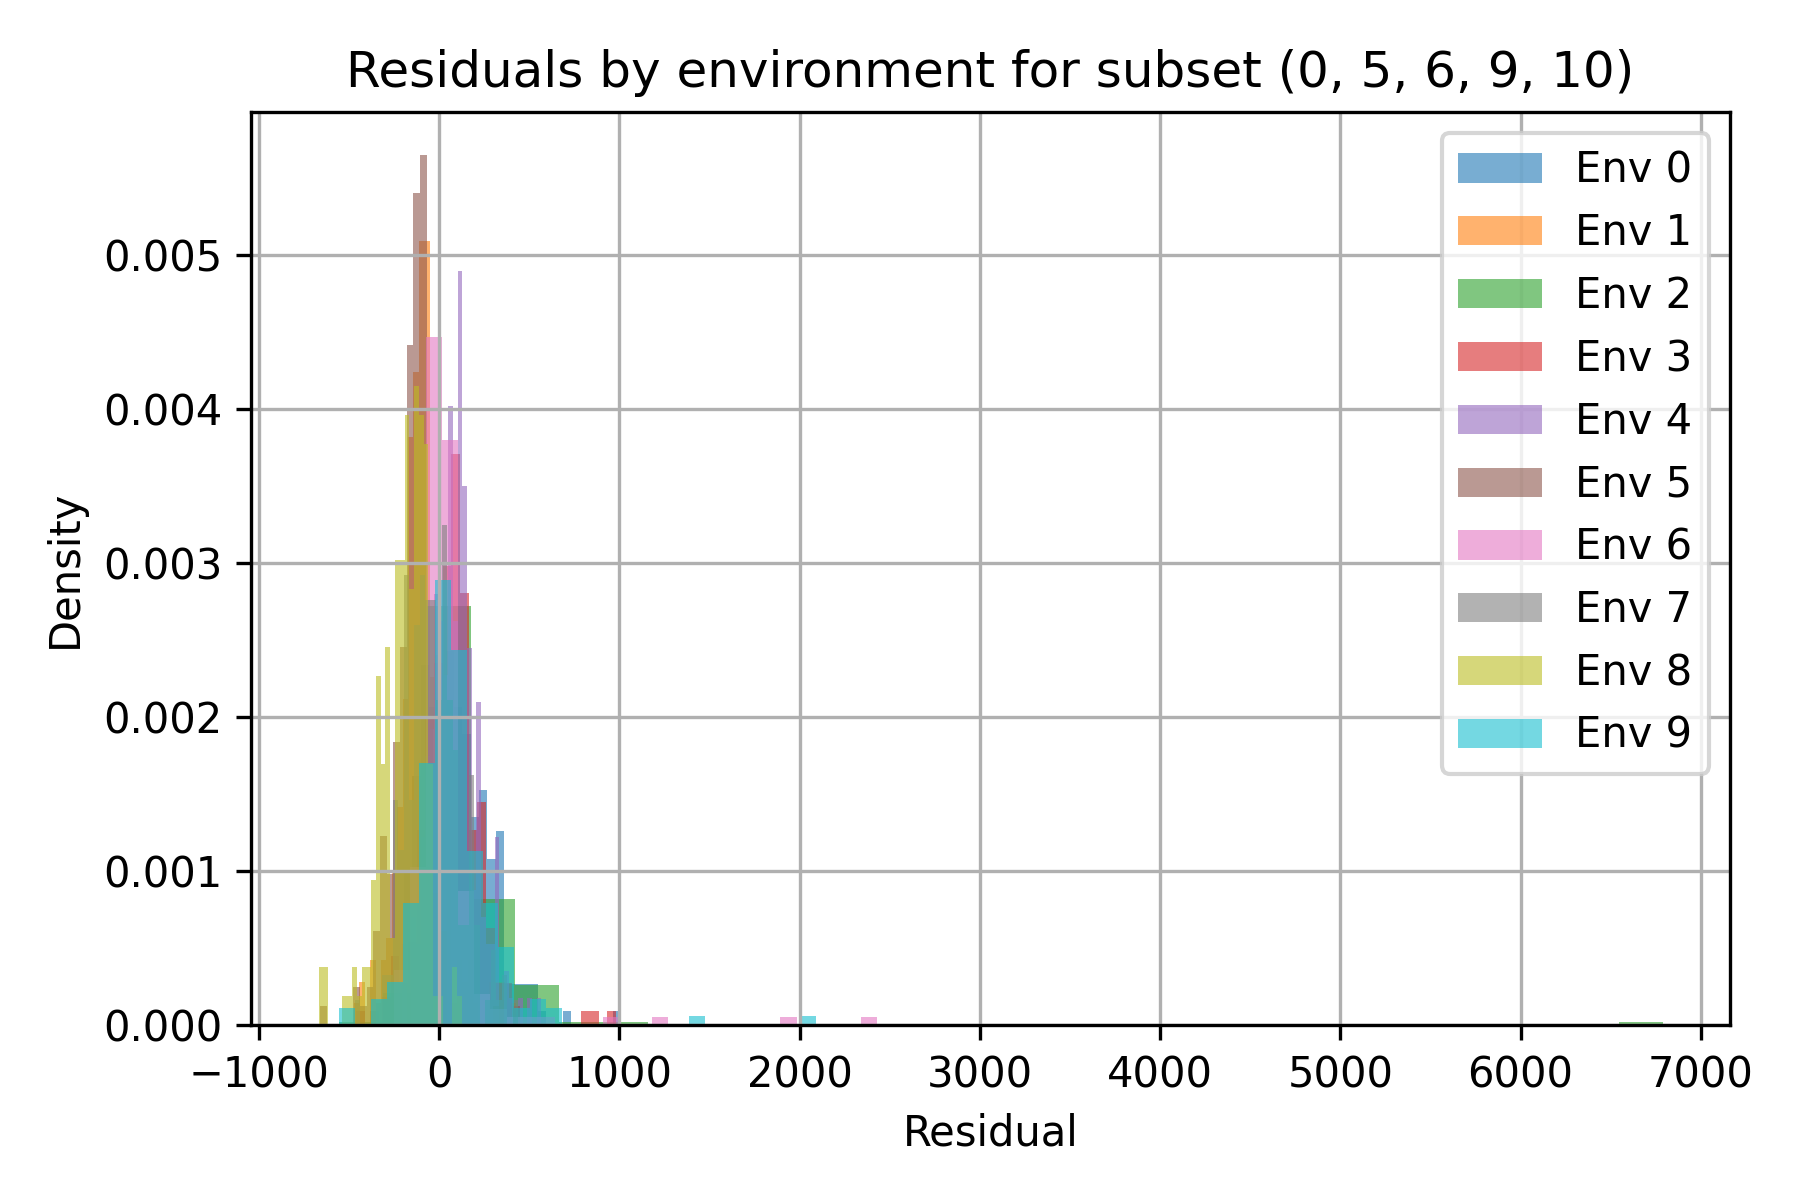 Residuals by environment for subset (0, 5, 6, 9, 10)
Density
0.005
0.004
0.003
0.002
0.001
0.000
Env 0
Env 1
Env 2
Env 3
Env 4
Env 5
Env 6
Env 7
Env 8
Env 9
−1000 0 1000 2000 3000 4000 5000 6000 7000
Residual